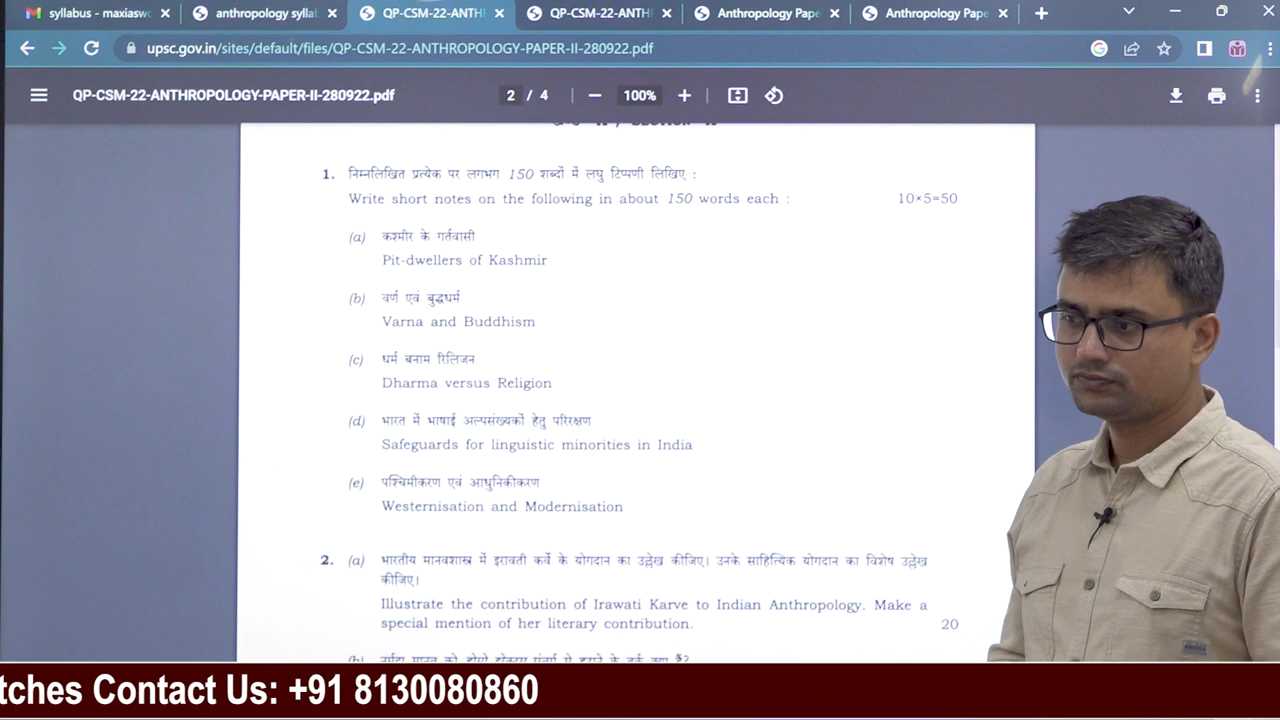 syllabus - maxiasw
anthropology sylla
QP-CSM-22-ANTH
QP-CSM-22-ANTH
Anthropology Pape
Anthropology Pape
upsc.gov.in/sites/default/files/QP-CSM-22-ANTHROPOLOGY-PAPER-II-280922.pdf
QP-CSM-22-ANTHROPOLOGY-PAPER-II-280922.pdf 2 / 4 100%
1. निम्नलिखित प्रत्येक पर लगभग 150 शब्दों में लघु टिप्पणी लिखिए :
Write short notes on the following in about 150 words each : 10×5=50
(a) कश्मीर के गर्तवासी
Pit-dwellers of Kashmir
(b) वर्ण एवं बुद्धधर्म
Varna and Buddhism
(c) धर्म बनाम रिलिजन
Dharma versus Religion
(d) भारत में भाषाई अल्पसंख्यकों हेतु परिरक्षण
Safeguards for linguistic minorities in India
(e) पश्चिमीकरण एवं आधुनिकीकरण
Westernisation and Modernisation
2. (a) भारतीय मानवशास्त्र में इरावती कर्वे के योगदान का उल्लेख कीजिए। उनके साहित्यिक योगदान का विशेष उल्लेख
कीजिए।
Illustrate the contribution of Irawati Karve to Indian Anthropology. Make a
special mention of her literary contribution. 20
tches Contact Us: +91 8130080860